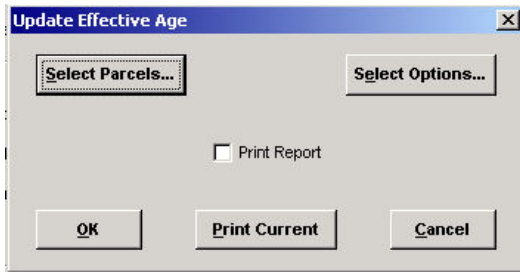 Update Effective Age
Select Parcels... Select Options...
Print Report
OK Print Current Cancel